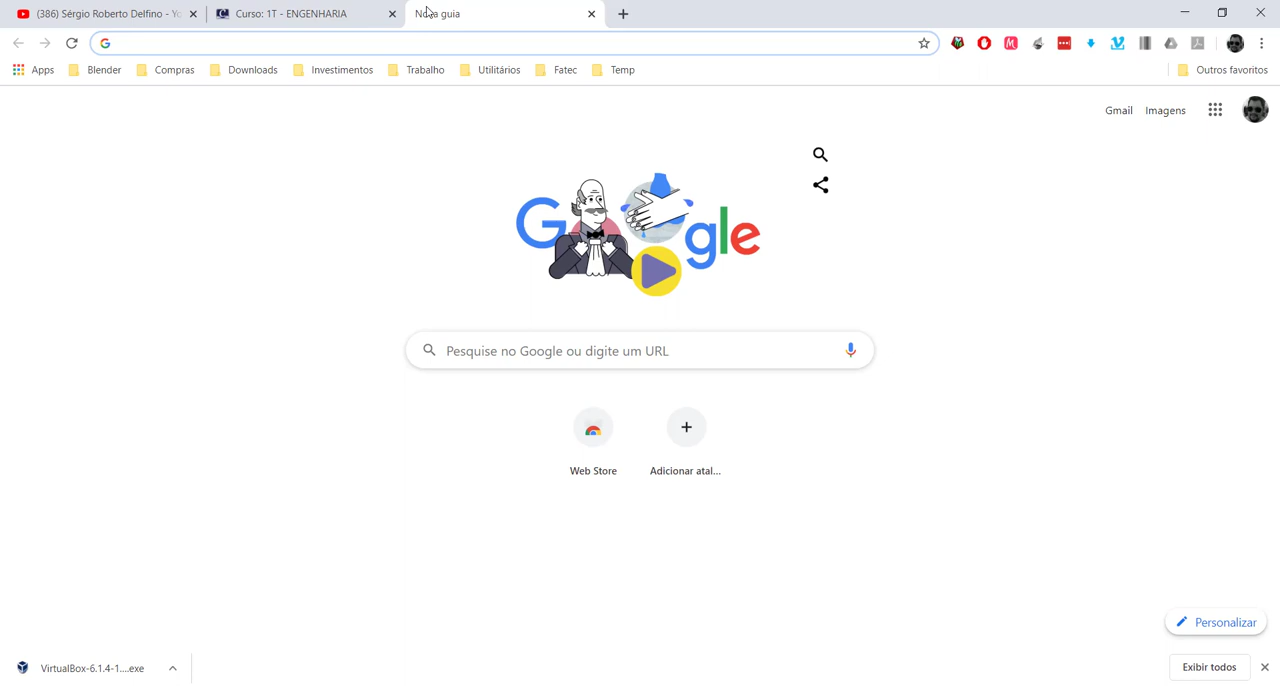 (386) Sérgio Roberto Delfino - Yo
Curso: 1T - ENGENHARIA
Nova guia
Apps
Blender
Compras
Downloads
Investimentos
Trabalho
Utilitários
Fatec
Temp
Outros favoritos
Gmail
Imagens
Google
Pesquise no Google ou digite um URL
Web Store
Adicionar atal...
Personalizar
VirtualBox-6.1.4-1....exe
Exibir todos